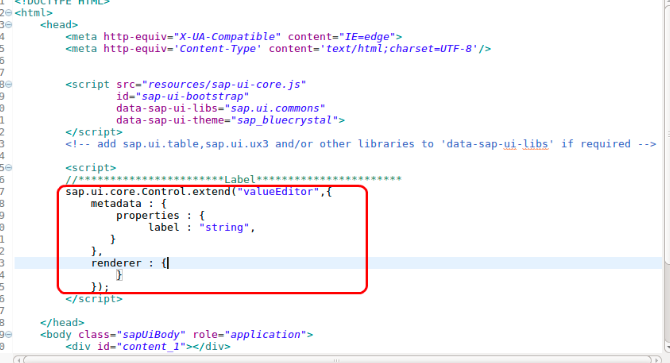 1 <!DOCTYPE HTML>
2 <html>
3 <head>
4 <meta http-equiv="X-UA-Compatible" content="IE=edge">
5 <meta http-equiv='Content-Type' content='text/html;charset=UTF-8'/>
6
7
8 <script src="resources/sap-ui-core.js"
9 id="sap-ui-bootstrap"
0 data-sap-ui-libs="sap.ui.commons"
1 data-sap-ui-theme="sap_bluecrystal">
2 </script>
3 <!-- add sap.ui.table,sap.ui.ux3 and/or other libraries to 'data-sap-ui-libs' if required -->
4
5 <script>
6 //***********************Label***********************
7 sap.ui.core.Control.extend("valueEditor",{
8 metadata : {
9 properties : {
0 label : "string",
1 }
2 },
3 renderer : {
4 }
5 });
6 </script>
7
8 </head>
9 <body class="sapUiBody" role="application">
0 <div id="content_1"></div>